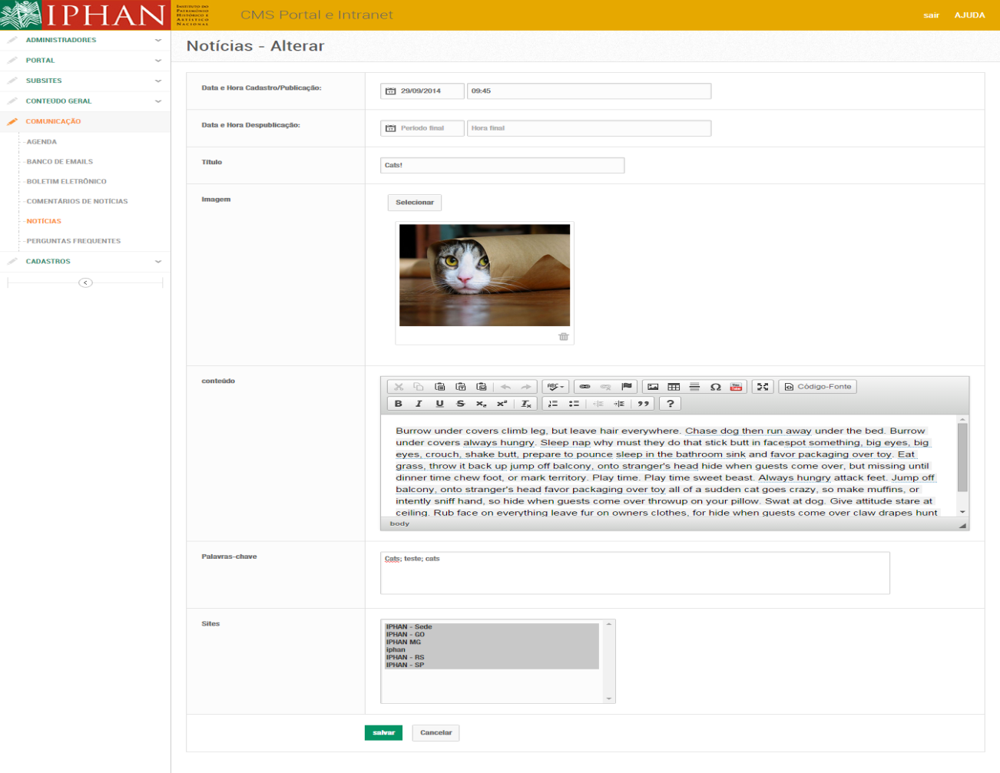 IPHAN
INSTITUTO DO
PATRIMÔNIO
HISTÓRICO E
ARTÍSTICO
NACIONAL
CMS Portal e Intranet
sair AJUDA
ADMINISTRADORES
PORTAL
SUBSITES
CONTEÚDO GERAL
COMUNICAÇÃO
AGENDA
BANCO DE EMAILS
BOLETIM ELETRÔNICO
COMENTÁRIOS DE NOTÍCIAS
NOTÍCIAS
PERGUNTAS FREQUENTES
CADASTROS
Notícias - Alterar
Data e Hora Cadastro/Publicação:
29/09/2014 09:45
Data e Hora Despublicação:
Período final Hora final
Título
Cats!
Imagem
Selecionar
conteúdo
ABC
You Tube
Código-Fonte
B I U S x₂ x² Tx ?
Burrow under covers climb leg, but leave hair everywhere. Chase dog then run away under the bed. Burrow
under covers always hungry. Sleep nap why must they do that stick butt in facespot something, big eyes, big
eyes, crouch, shake butt, prepare to pounce sleep in the bathroom sink and favor packaging over toy. Eat
grass, throw it back up jump off balcony, onto stranger's head hide when guests come over, but missing until
dinner time chew foot, or mark territory. Play time. Play time sweet beast. Always hungry attack feet. Jump off
balcony, onto stranger's head favor packaging over toy all of a sudden cat goes crazy, so make muffins, or
intently sniff hand, so hide when guests come over throwup on your pillow. Swat at dog. Give attitude stare at
ceiling. Rub face on everything leave fur on owners clothes, for hide when guests come over claw drapes hunt
body
Palavras-chave
Cats; teste; cats
Sites
IPHAN - Sede
IPHAN - GO
IPHAN MG
iphan
IPHAN - RS
IPHAN - SP
salvar Cancelar